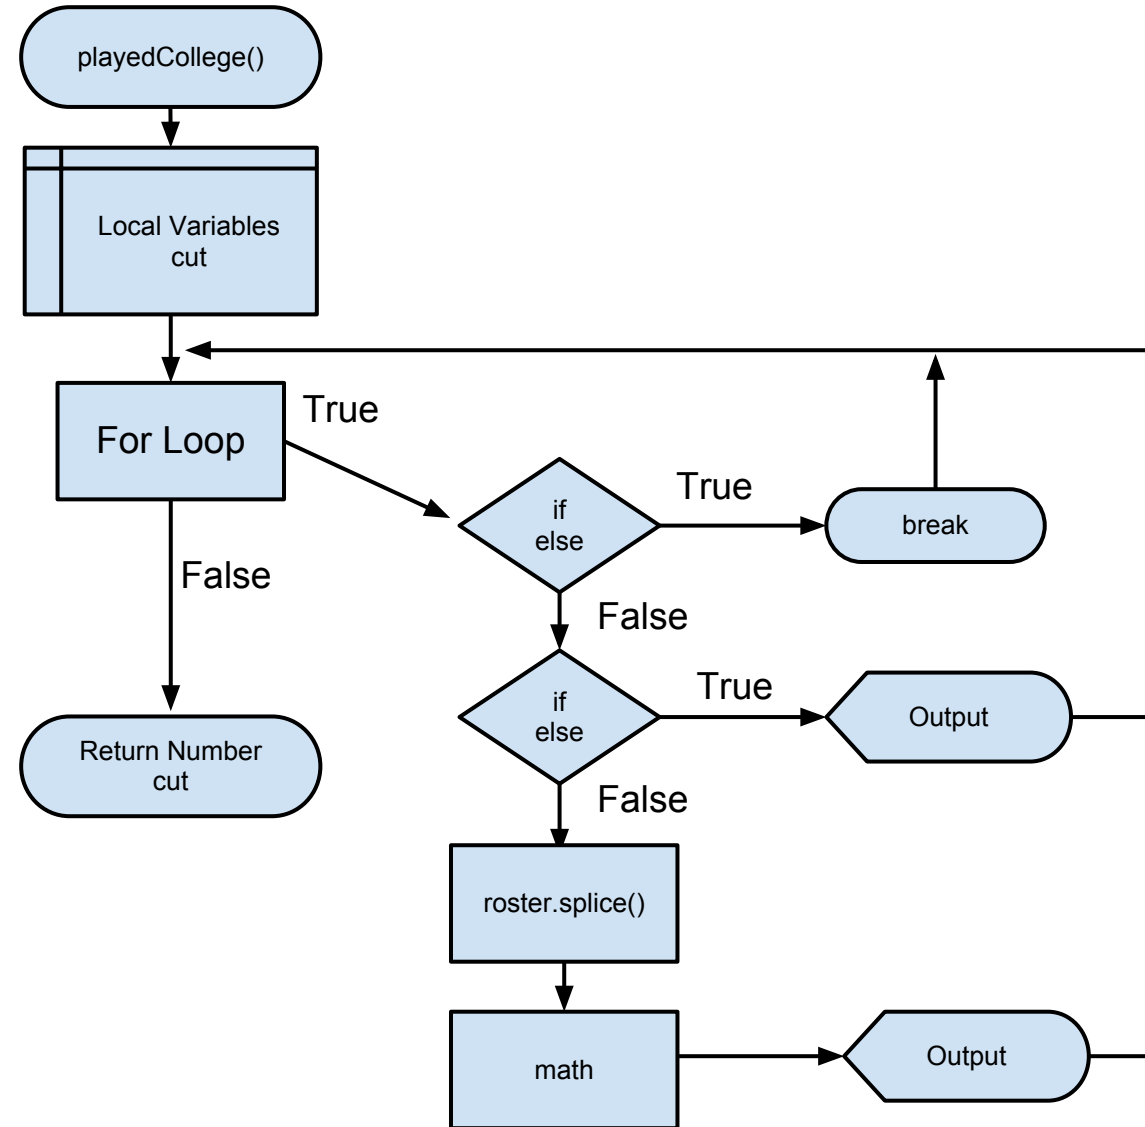 playedCollege()
Local Variables
cut
For Loop
True
False
if
else
True
break
False
if
else
True
Output
False
Return Number
cut
roster.splice()
math
Output